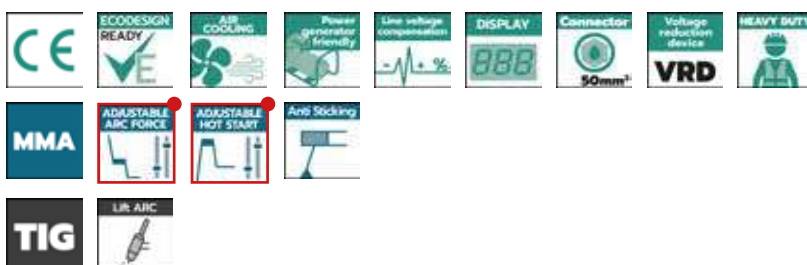 CE
ECODESIGN
READY
E
AIR
COOLING
Power
generator
friendly
Line voltage
compensation
- + %
DISPLAY
888
Connector
50mm²
Voltage
reduction
device
VRD
HEAVY DUTY
MMA
ADJUSTABLE
ARC FORCE
ADJUSTABLE
HOT START
Anti Sticking
TIG
Lift ARC